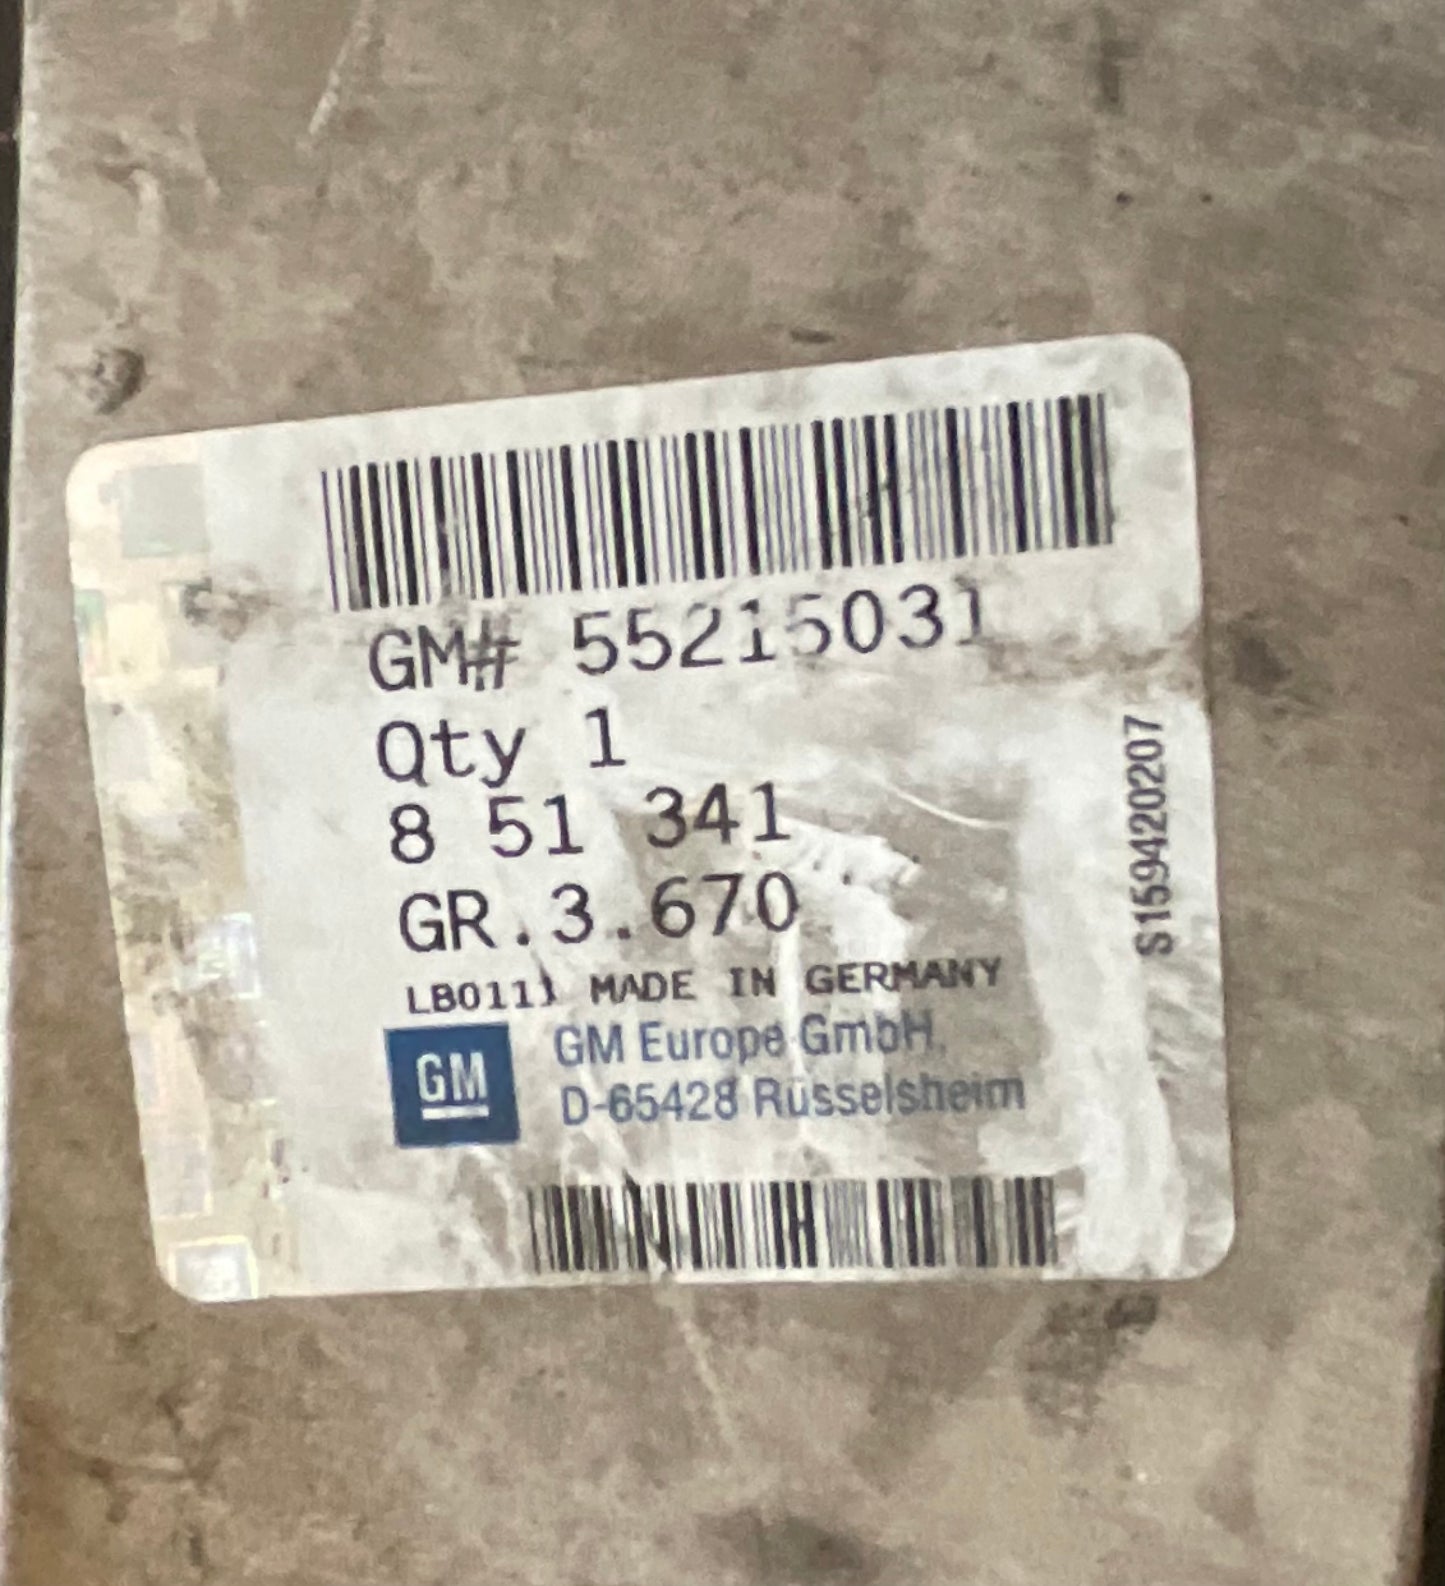 GM# 55215031
Qty 1
8 51 341
GR.3.670
LB0111 MADE IN GERMANY
GM
GM Europe GmbH.
D-65428 Rüsselsheim
S159420207